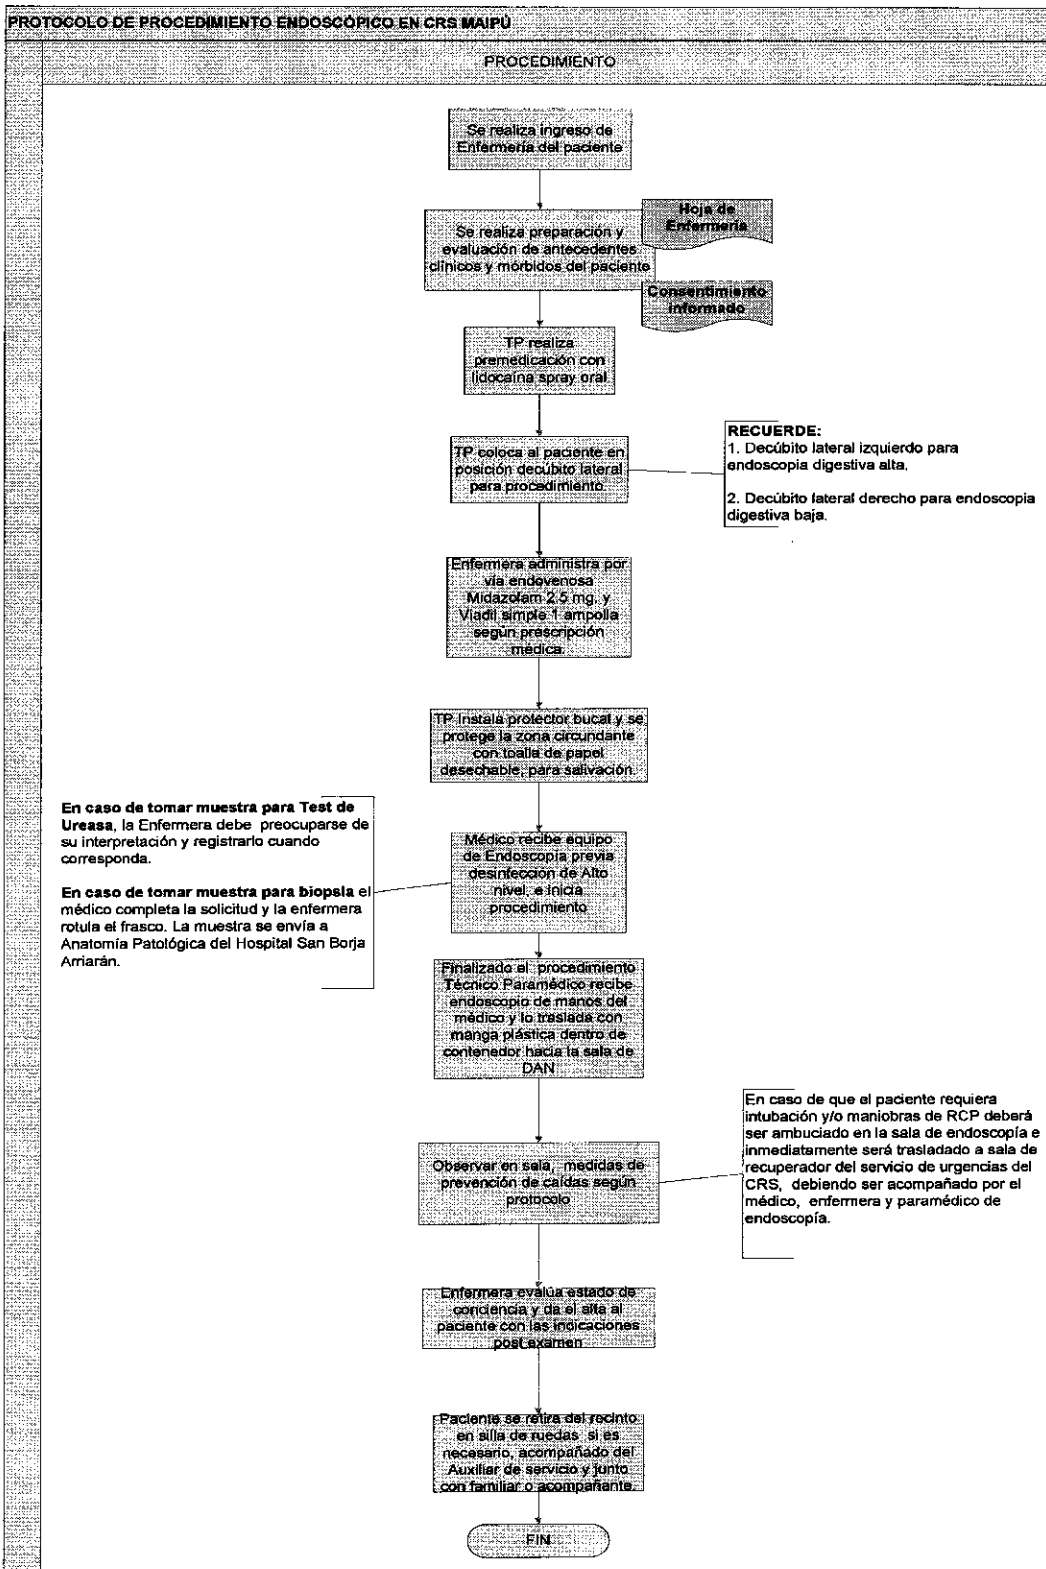 PROTOCOLO DE PROCEDIMIENTO ENDOSCÓPICO EN CRS MAIPÚ
PROCEDIMIENTO
Se realiza ingreso de
Enfermería del paciente
Se realiza preparación y
evaluación de antecedentes
clínicos y mórbidos del paciente
Hoja de
Enfermería
Consentimiento
informado
TP realiza
premedicación con
lidocaína spray oral
TP coloca al paciente en
posición decúbito lateral
para procedimiento.
RECUERDE:
1. Decúbito lateral izquierdo para
endoscopia digestiva alta.
2. Decúbito lateral derecho para endoscopia
digestiva baja.
Enfermera administra por
vía endovenosa
Midazolam 2.5 mg, y
Viadil simple 1 ampolla
según prescripción
médica.
TP Instala protector bucal y se
protege la zona circundante
con toalla de papel
desechable, para salivación.
En caso de tomar muestra para Test de
Ureasa, la Enfermera debe preocuparse de
su interpretación y registrarlo cuando
corresponda.
En caso de tomar muestra para biopsia el
médico completa la solicitud y la enfermera
rotula el frasco. La muestra se envía a
Anatomía Patológica del Hospital San Borja
Arriarán.
Médico recibe equipo
de Endoscopía previa
desinfección de Alto
nivel, e Inicia
procedimiento
Finalizado el procedimiento
Técnico Paramédico recibe
endoscopio de manos del
médico y lo traslada con
manga plástica dentro de
contenedor hacia la sala de
DAN
En caso de que el paciente requiera
intubación y/o maniobras de RCP deberá
ser ambuciado en la sala de endoscopía e
inmediatamente será trasladado a sala de
recuperador del servicio de urgencias del
CRS, debiendo ser acompañado por el
médico, enfermera y paramédico de
endoscopía.
Observar en sala, medidas de
prevención de caídas según
protocolo
Enfermera evalúa estado de
conciencia y da el alta al
paciente con las indicaciones
post examen
Paciente se retira del recinto
en silla de ruedas si es
necesario, acompañado del
Auxiliar de servicio y junto
con familiar o acompañante.
FIN